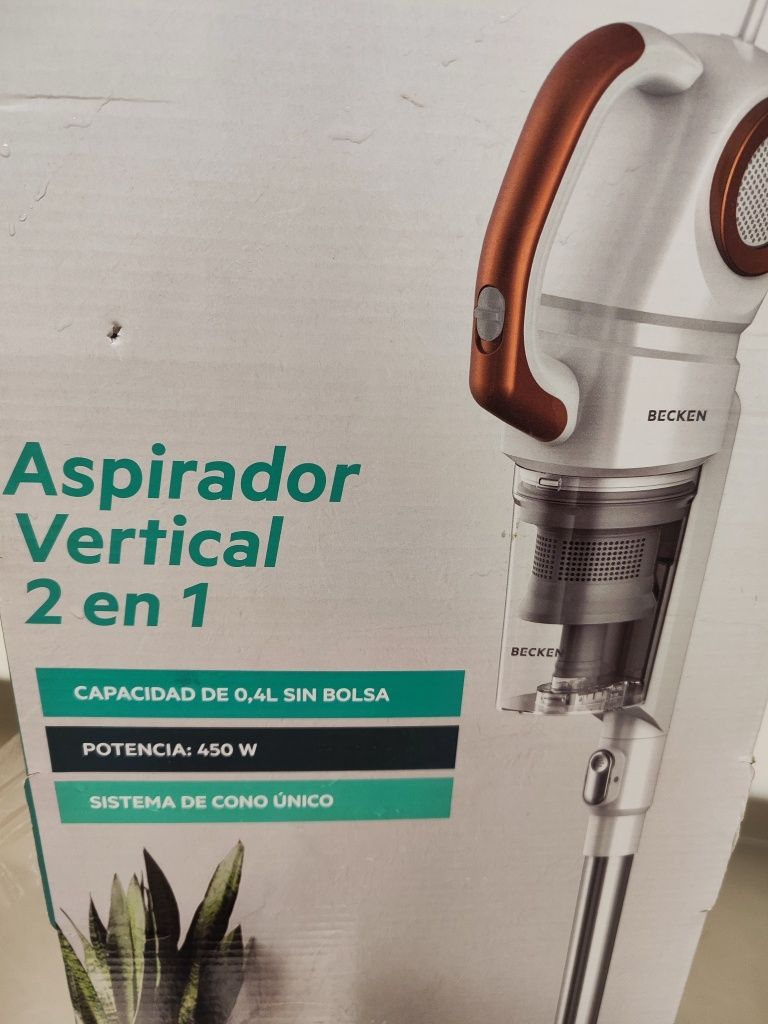 BECKEN
Aspirador
Vertical
2 en 1
BECKEN
CAPACIDAD DE 0,4L SIN BOLSA
POTENCIA: 450 W
SISTEMA DE CONO ÚNICO